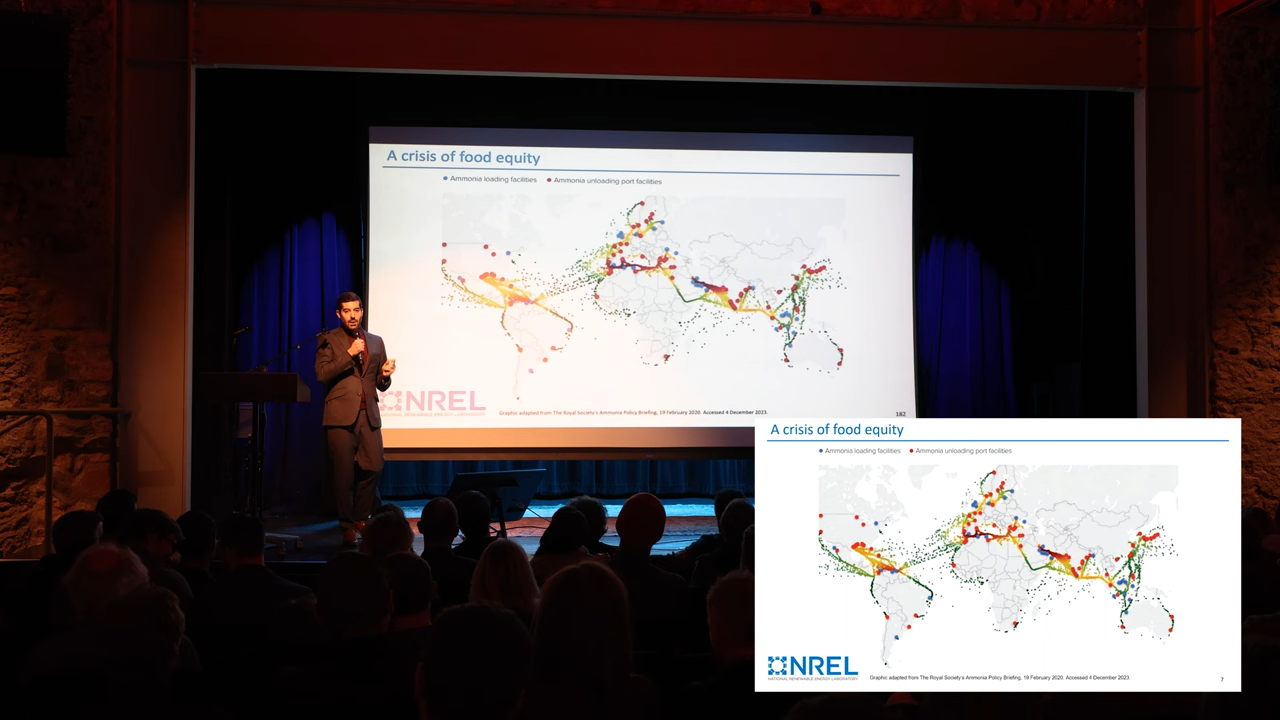 A crisis of food equity
Ammonia loading facilities Ammonia unloading port facilities
NREL
NATIONAL RENEWABLE ENERGY LABORATORY
Graphic adapted from The Royal Society's Ammonia Policy Briefing, 19 February 2020. Accessed 4 December 2023.
182
A crisis of food equity
Ammonia loading facilities Ammonia unloading port facilities
NREL
NATIONAL RENEWABLE ENERGY LABORATORY
Graphic adapted from The Royal Society's Ammonia Policy Briefing, 19 February 2020. Accessed 4 December 2023.
7